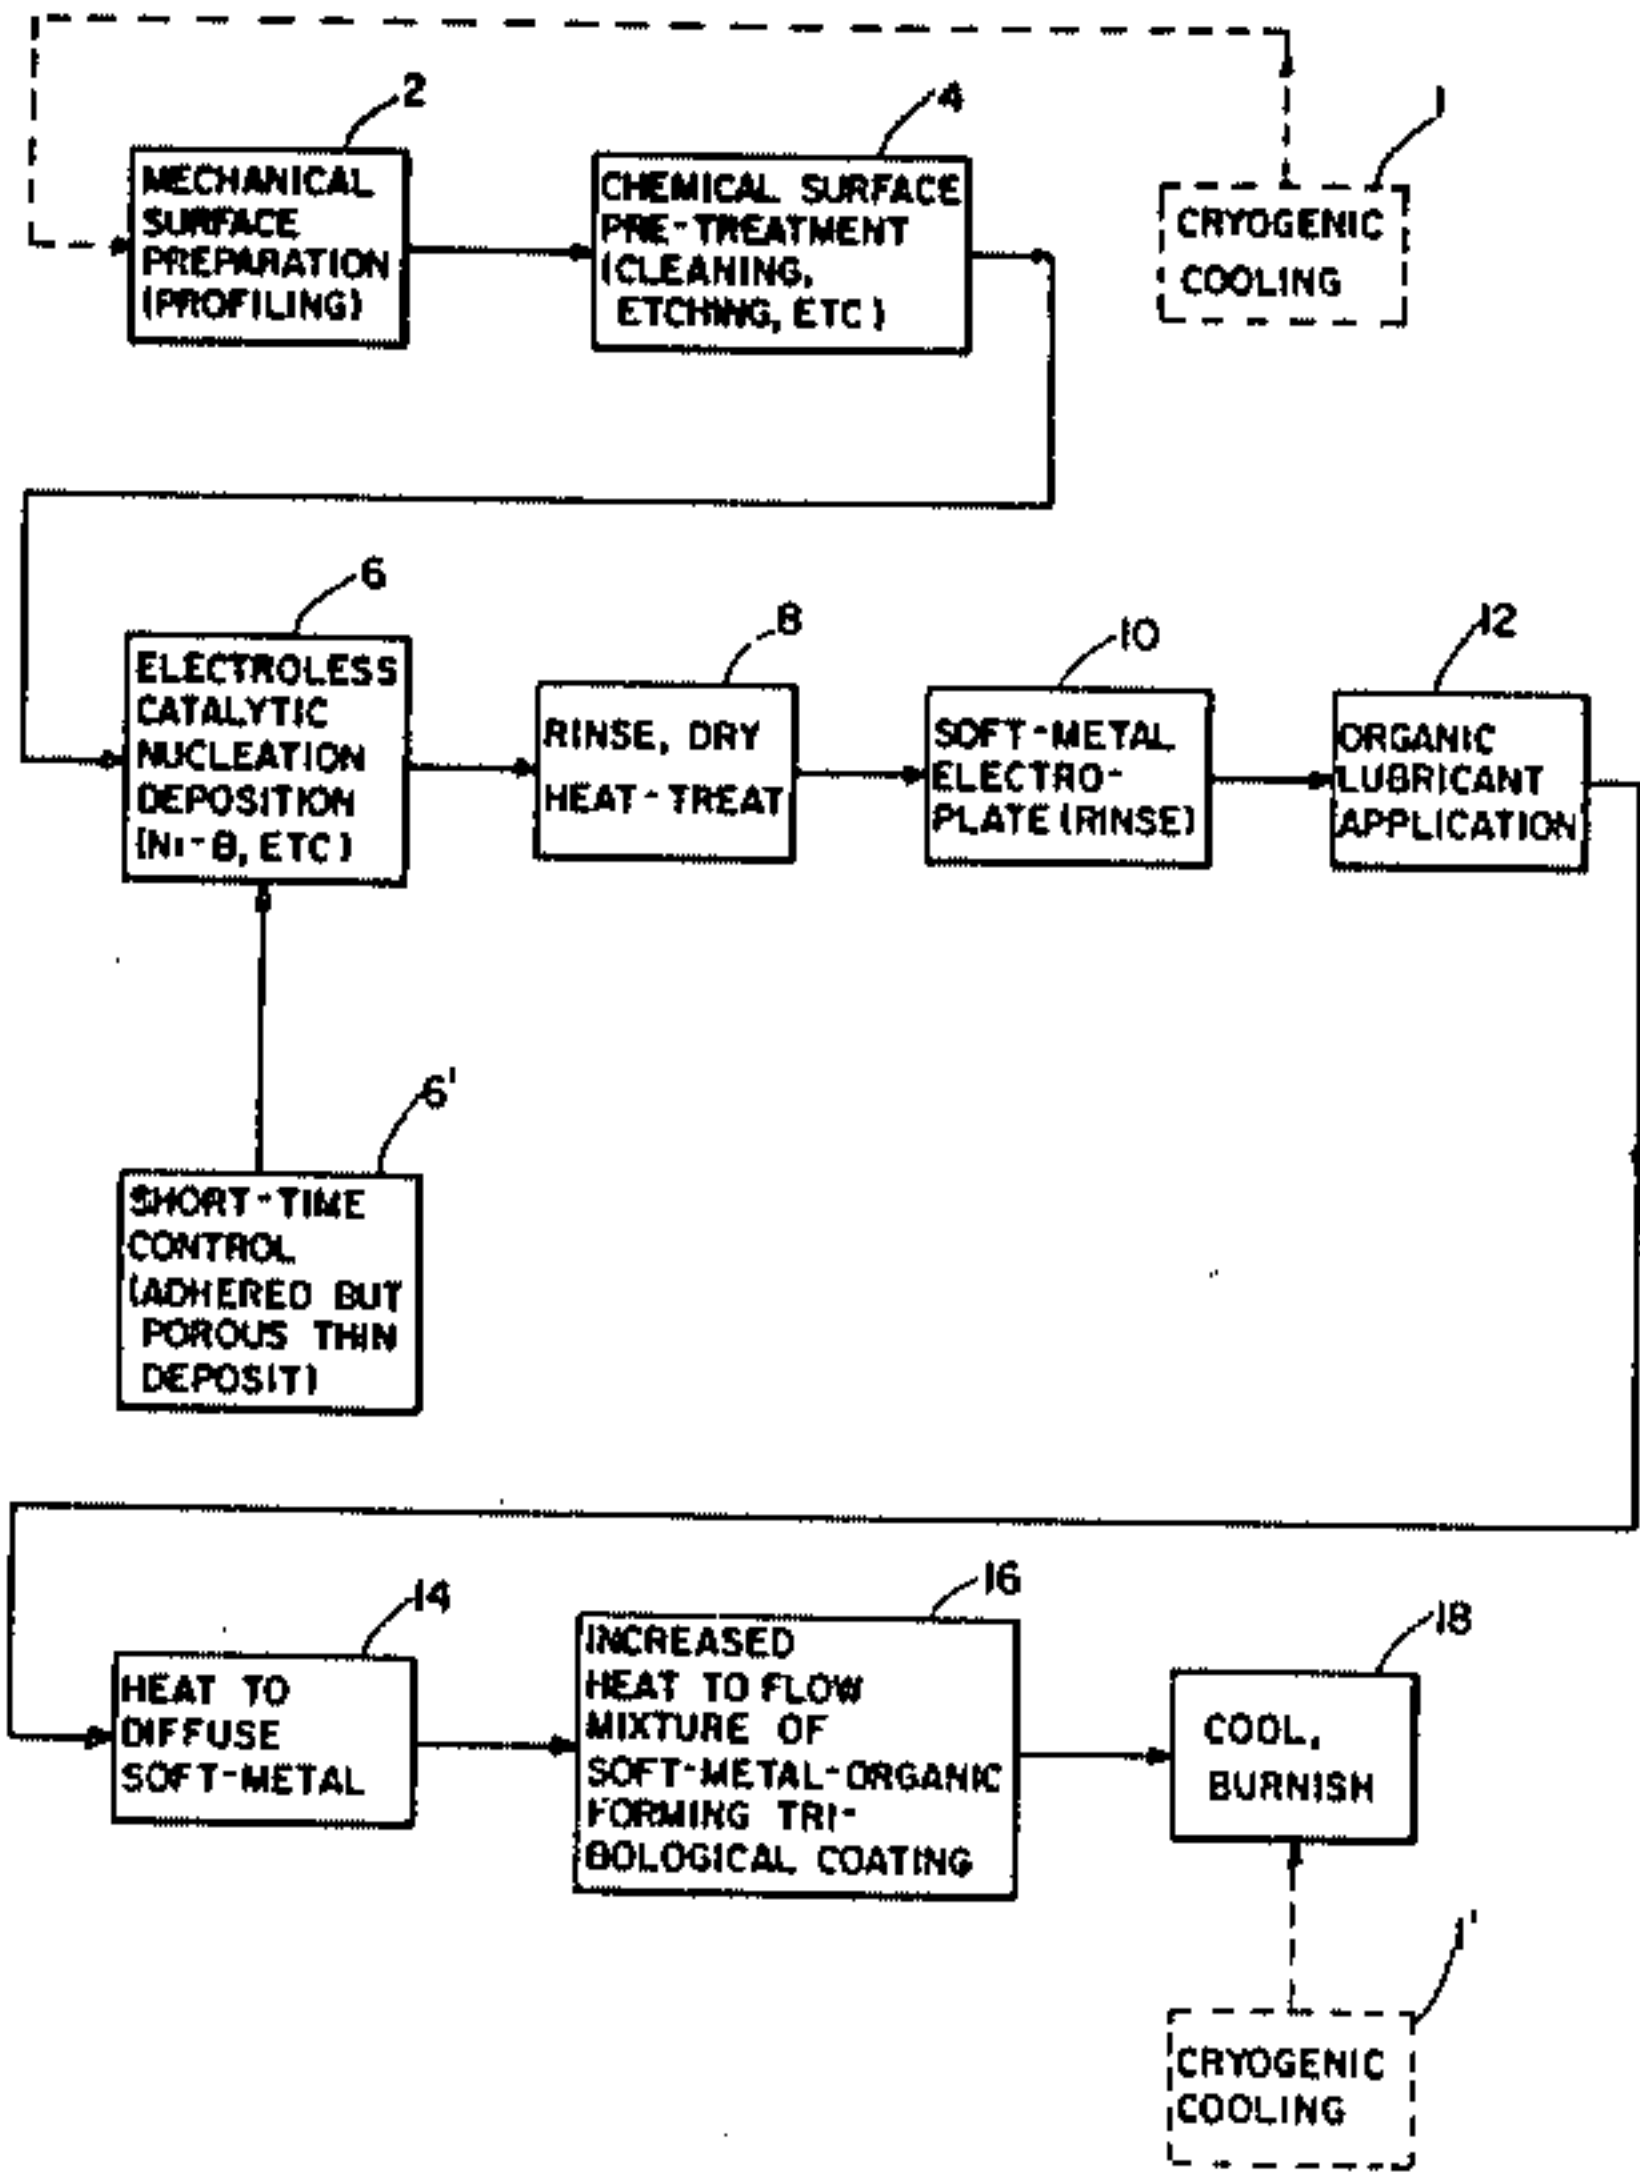 2
MECHANICAL
SURFACE
PREPARATION
(PROFILING)
4
CHEMICAL SURFACE
PRE-TREATMENT
(CLEANING,
ETCHING, ETC)
1
CRYOGENIC
COOLING
6
ELECTROLESS
CATALYTIC
NUCLEATION
DEPOSITION
(Ni-B, ETC)
8
RINSE, DRY
HEAT-TREAT
10
SOFT-METAL
ELECTRO-
PLATE (RINSE)
12
ORGANIC
LUBRICANT
APPLICATION
6'
SHORT-TIME
CONTROL
(ADHERED BUT
POROUS THIN
DEPOSIT)
14
HEAT TO
DIFFUSE
SOFT-METAL
16
INCREASED
HEAT TO FLOW
MIXTURE OF
SOFT-METAL-ORGANIC
FORMING TRI-
BOLOGICAL COATING
18
COOL,
BURNISH
1'
CRYOGENIC
COOLING